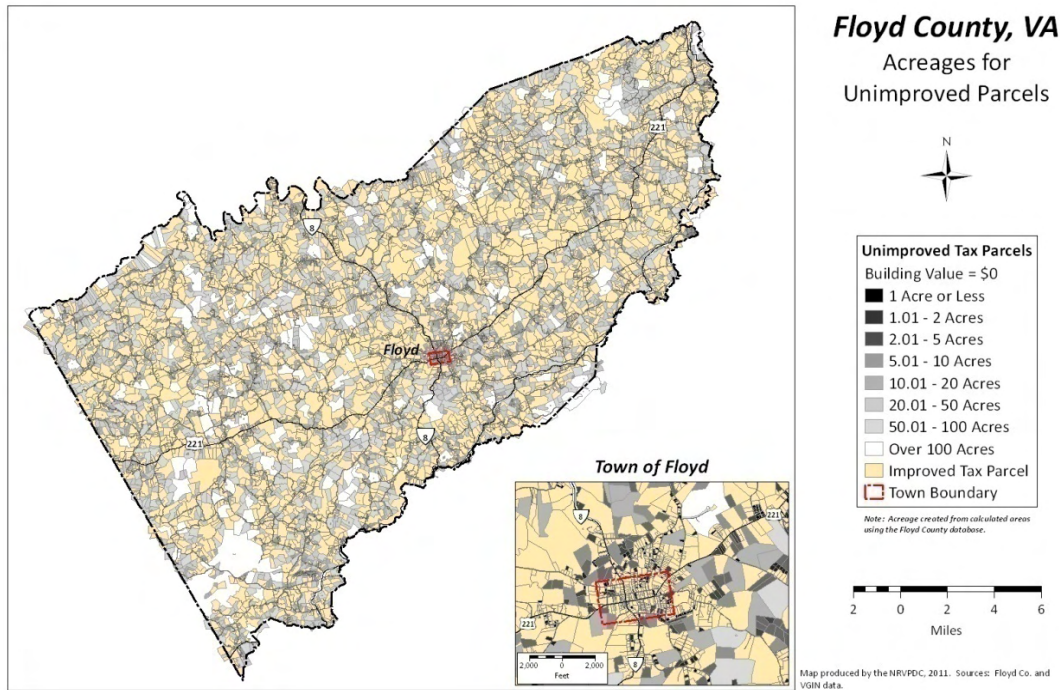 Floyd County, VA
Acreages for
Unimproved Parcels
N
Unimproved Tax Parcels
Building Value = $0
1 Acre or Less
1.01 - 2 Acres
2.01 - 5 Acres
5.01 - 10 Acres
10.01 - 20 Acres
20.01 - 50 Acres
50.01 - 100 Acres
Over 100 Acres
Improved Tax Parcel
Town Boundary
Note: Acreage created from calculated areas
using the Floyd County database.
2 0 2 4 6
Miles
Map produced by the NRVPDC, 2011. Sources: Floyd Co. and
VGIN data.
221
8
Floyd
221
8
Town of Floyd
8
221
221
8
2,000 0 2,000
Feet